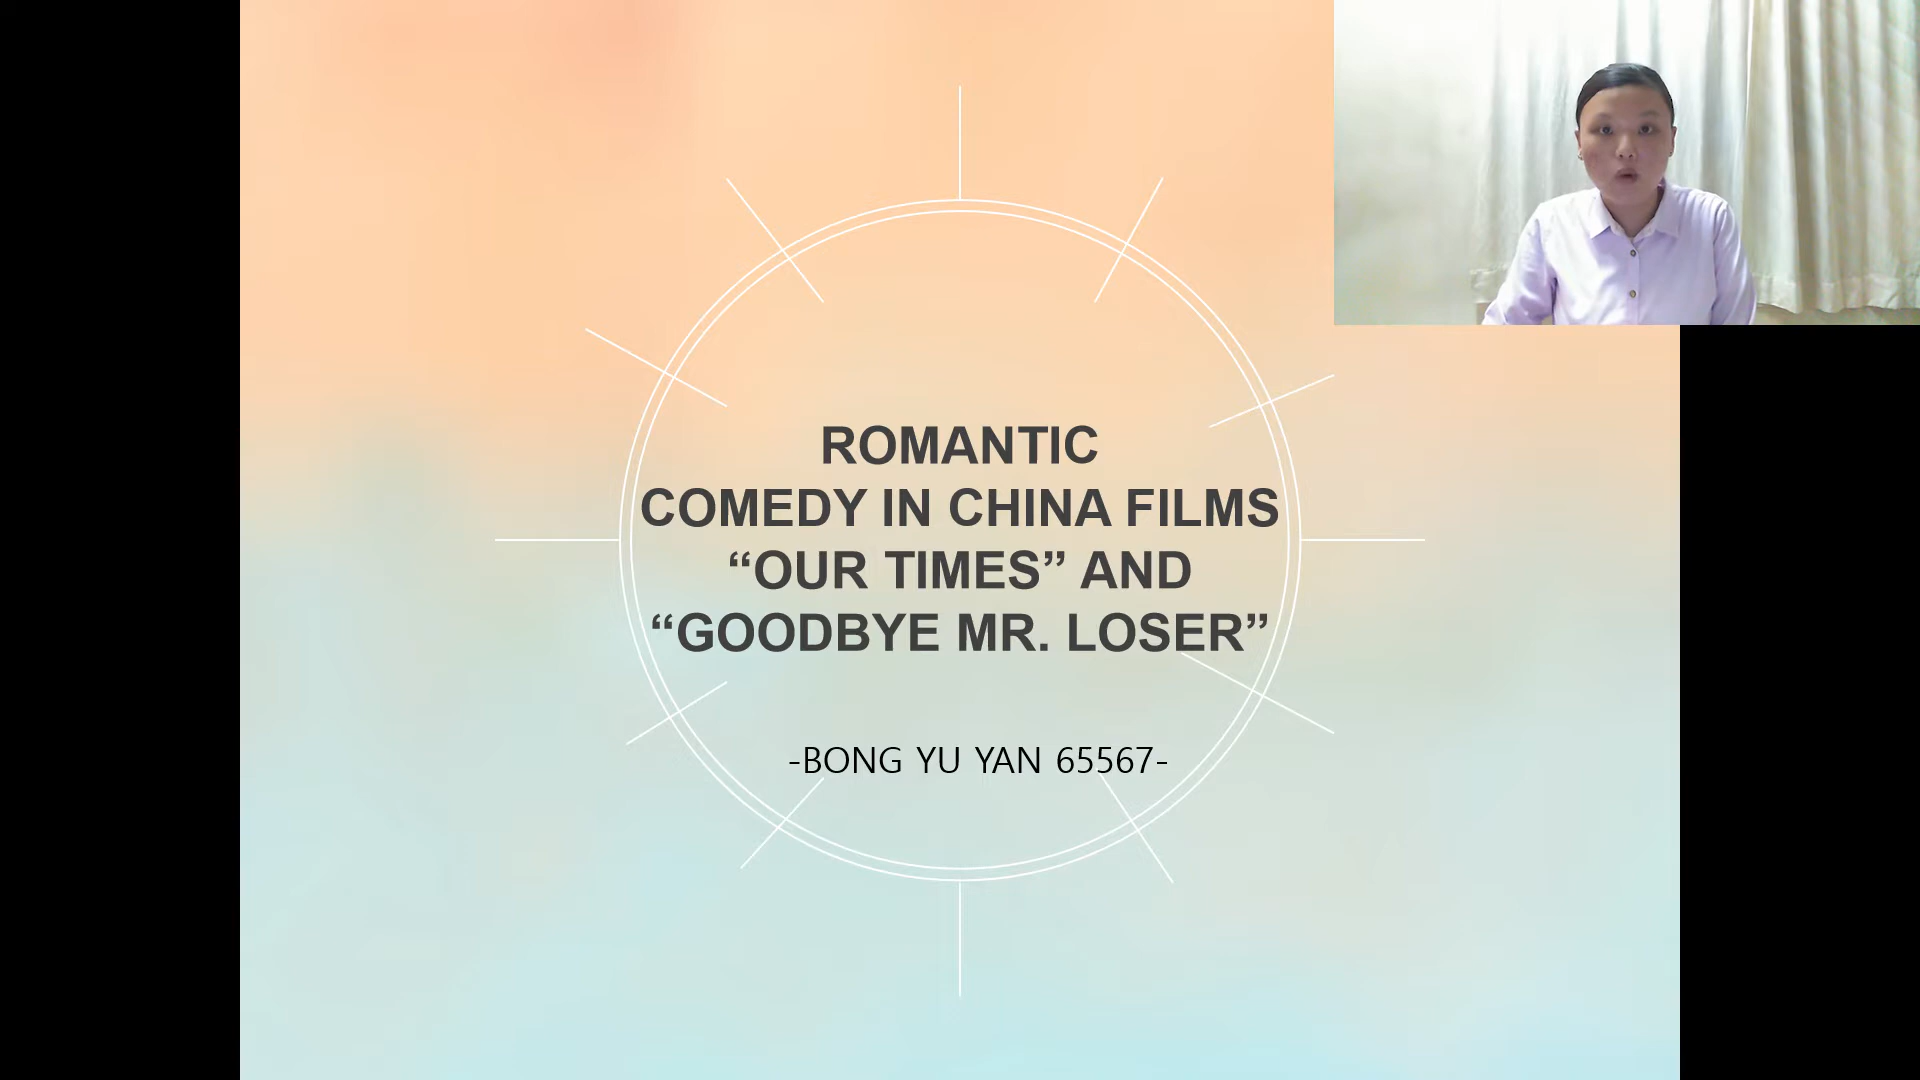 ROMANTIC
COMEDY IN CHINA FILMS
“OUR TIMES” AND
“GOODBYE MR. LOSER”
-BONG YU YAN 65567-